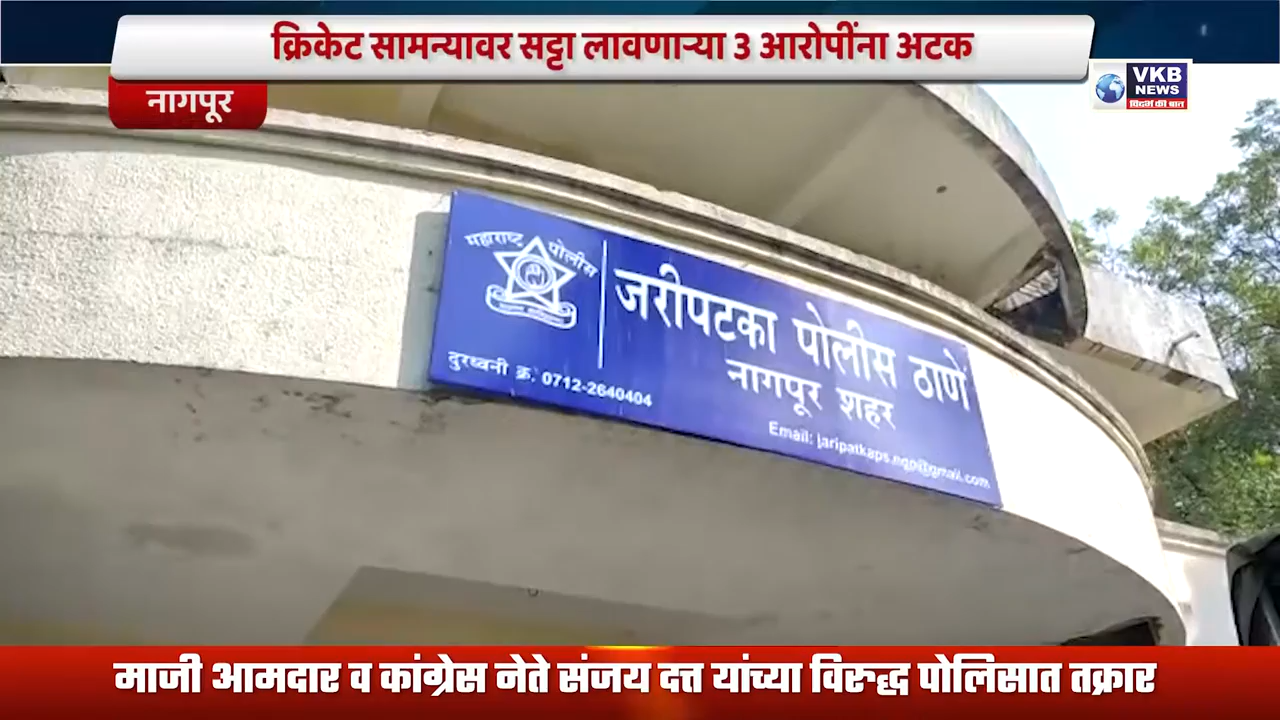 क्रिकेट सामन्यावर सट्टा लावणाऱ्या 3 आरोपींना अटक
नागपूर
VKB
NEWS
विदर्भ की बात
महाराष्ट्र पोलीस
जरीपटका पोलीस ठाणे
नागपूर शहर
दुरध्वनी क्र. 0712-2640404
Email: jaripatkaps.ngp@gmail.com
माजी आमदार व कांग्रेस नेते संजय दत्त यांच्या विरुद्ध पोलिसात तक्रार